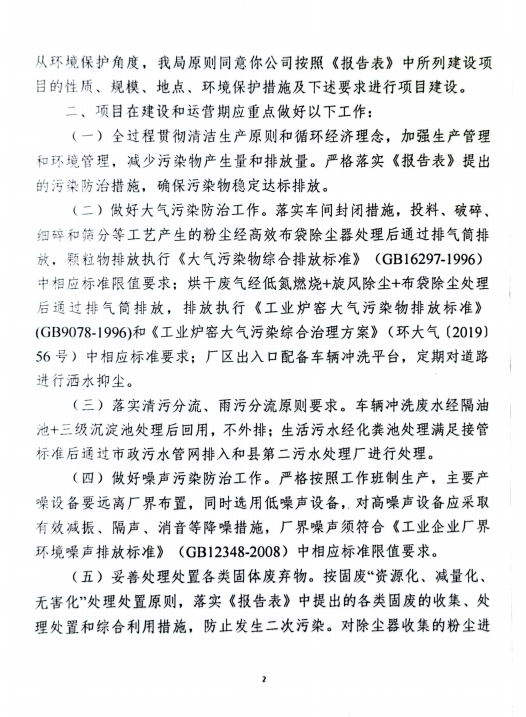 从环境保护角度，我局原则同意你公司按照《报告表》中所列建设项
目的性质、规模、地点、环境保护措施及下述要求进行项目建设。
二、项目在建设和运营期应重点做好以下工作：
（一）全过程贯彻清洁生产原则和循环经济理念，加强生产管理
和环境管理，减少污染物产生量和排放量。严格落实《报告表》提出
的污染防治措施，确保污染物稳定达标排放。
（二）做好大气污染防治工作。落实车间封闭措施，投料、破碎、
细碎和筛分等工艺产生的粉尘经高效布袋除尘器处理后通过排气筒排
放，颗粒物排放执行《大气污染物综合排放标准》（GB16297-1996）
中相应标准限值要求；烘干废气经低氮燃烧+旋风除尘+布袋除尘处理
后通过排气筒排放，排放执行《工业炉窑大气污染物排放标准》
(GB9078-1996)和《工业炉窑大气污染综合治理方案》（环大气〔2019〕
56号）中相应标准要求；厂区出入口配备车辆冲洗平台，定期对道路
进行洒水抑尘。
（三）落实清污分流、雨污分流原则要求。车辆冲洗废水经隔油
池+三级沉淀池处理后回用，不外排；生活污水经化粪池处理满足接管
标准后通过市政污水管网排入和县第二污水处理厂进行处理。
（四）做好噪声污染防治工作。严格按照工作班制生产，主要产
噪设备要远离厂界布置，同时选用低噪声设备，对高噪声设备应采取
有效减振、隔声、消音等降噪措施，厂界噪声须符合《工业企业厂界
环境噪声排放标准》（GB12348-2008）中相应标准限值要求。
（五）妥善处理处置各类固体废弃物。按固废“资源化、减量化、
无害化”处理处置原则，落实《报告表》中提出的各类固废的收集、处
理处置和综合利用措施，防止发生二次污染。对除尘器收集的粉尘进
2